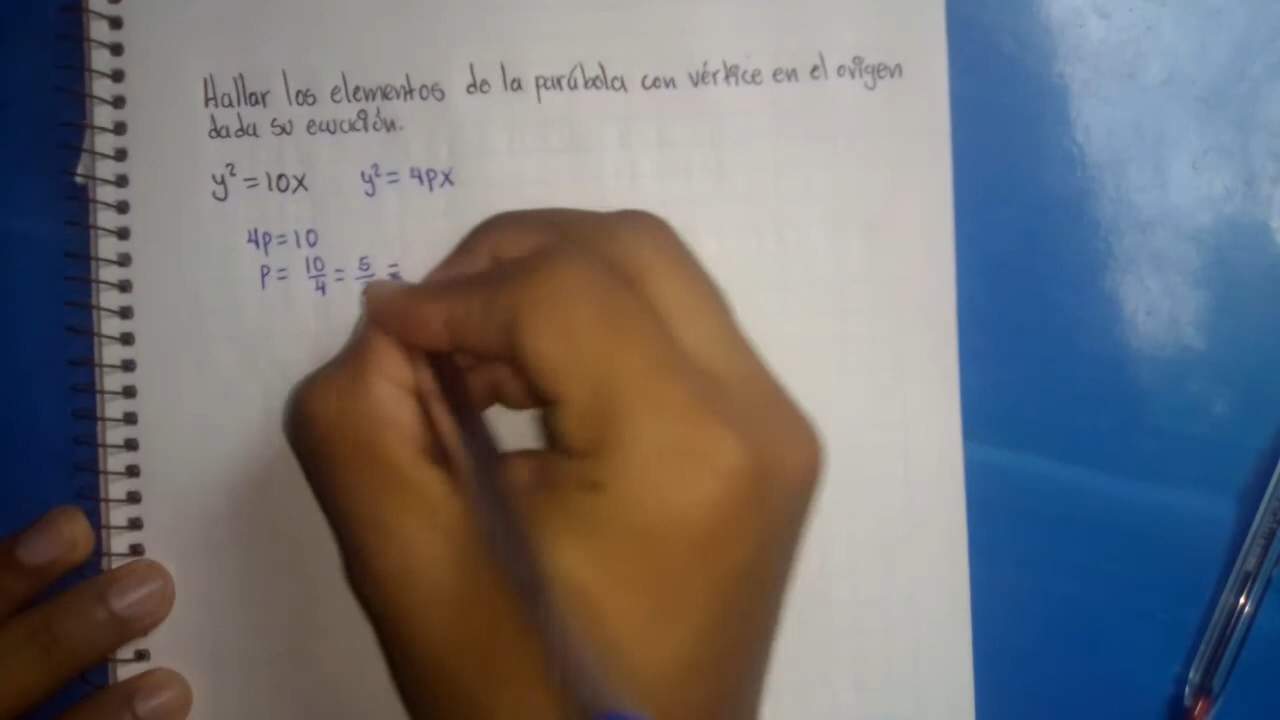 Hallar los elementos de la parábola con vértice en el origen
dada su ecuación.
y² = 10x y² = 4px
4p = 10
p = 10/4 = 5/ =